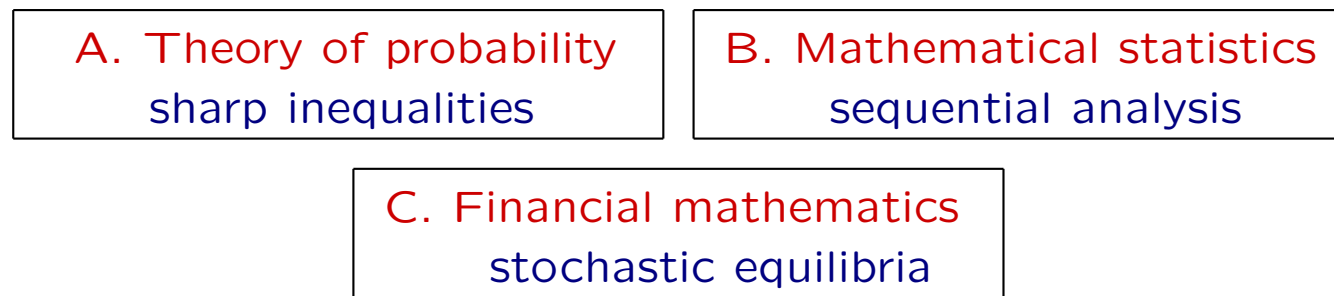 A. Theory of probability
sharp inequalities
B. Mathematical statistics
sequential analysis
C. Financial mathematics
stochastic equilibria